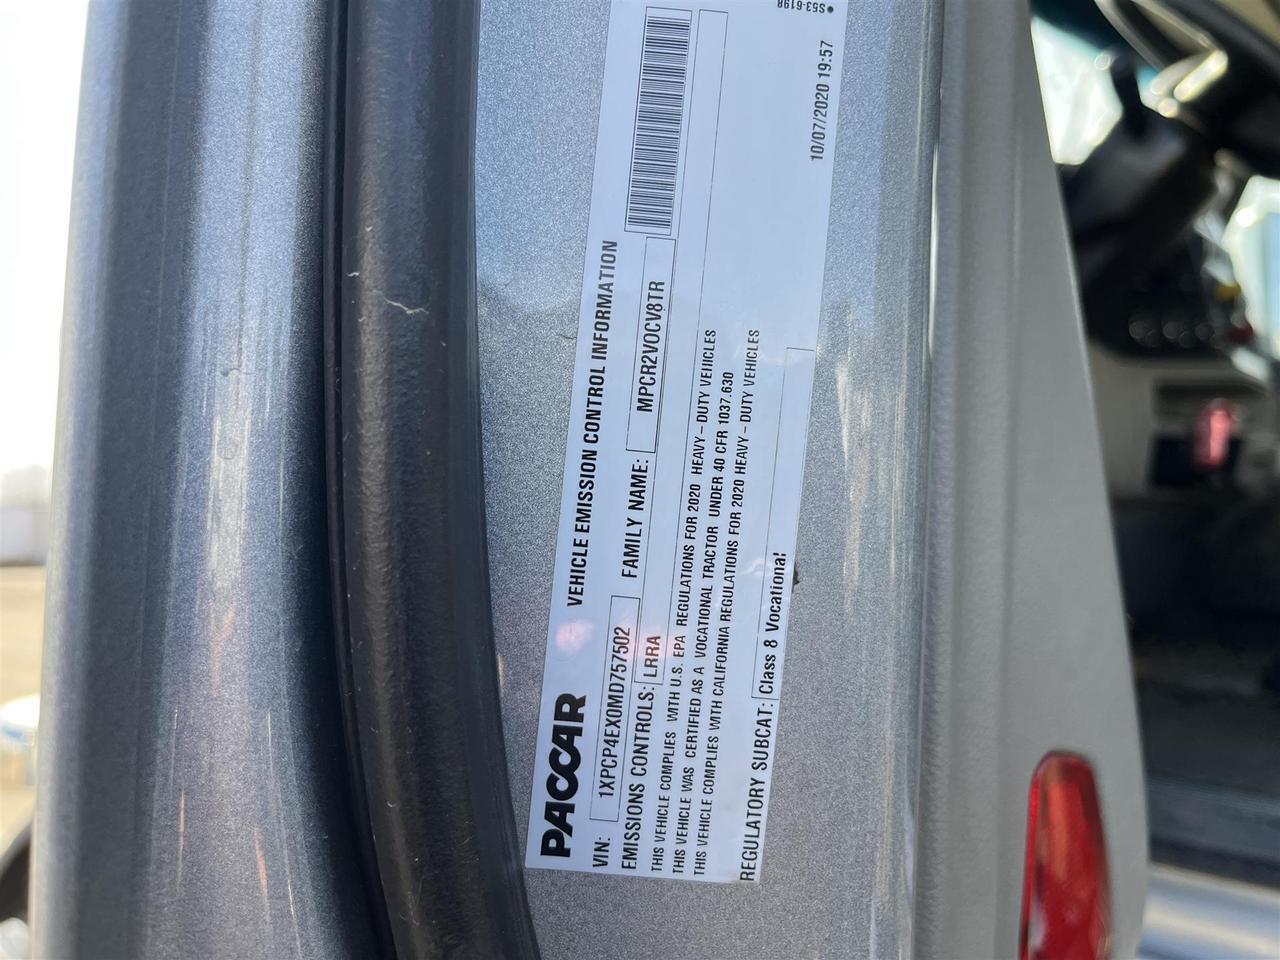 PACCAR VEHICLE EMISSION CONTROL INFORMATION
VIN: 1XPCP4EX0MD757502 FAMILY NAME: MPCR2VOCV8TR
EMISSIONS CONTROLS: LRRA
THIS VEHICLE COMPLIES WITH U.S. EPA REGULATIONS FOR 2020 HEAVY-DUTY VEHICLES
THIS VEHICLE WAS CERTIFIED AS A VOCATIONAL TRACTOR UNDER 40 CFR 1037.630
THIS VEHICLE COMPLIES WITH CALIFORNIA REGULATIONS FOR 2020 HEAVY-DUTY VEHICLES
REGULATORY SUBCAT: Class 8 Vocational
10/07/2020 19:57
S53-6198